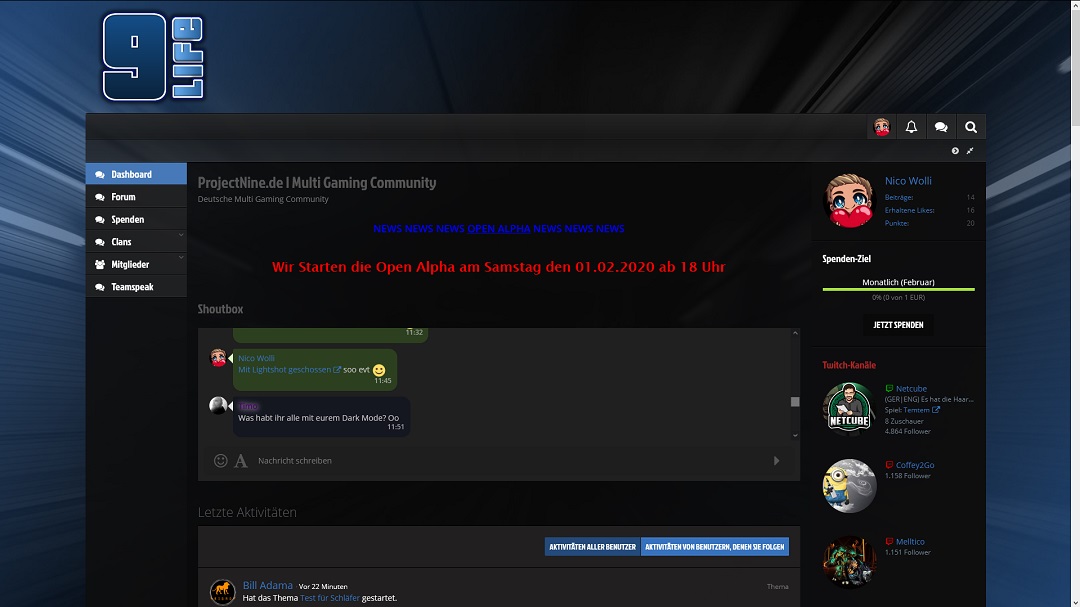 9 LIFE
Dashboard
Forum
Spenden
Clans
Mitglieder
Teamspeak
ProjectNine.de I Multi Gaming Community
Deutsche Multi Gaming Community
NEWS NEWS NEWS OPEN ALPHA NEWS NEWS NEWS
Wir Starten die Open Alpha am Samstag den 01.02.2020 ab 18 Uhr
Shoutbox
11:32
Nico Wolli
Mit Lightshot geschossen soo evt
11:45
Timo
Was habt ihr alle mit eurem Dark Mode? Oo
11:51
Nachricht schreiben
Letzte Aktivitäten
AKTIVITÄTEN ALLER BENUTZER AKTIVITÄTEN VON BENUTZERN, DENEN SIE FOLGEN
Bill Adama Vor 22 Minuten Thema
Hat das Thema Test für Schläfer gestartet.
Nico Wolli
Beiträge: 14
Erhaltene Likes: 16
Punkte: 20
Spenden-Ziel
Monatlich (Februar)
0% (0 von 1 EUR)
JETZT SPENDEN
Twitch-Kanäle
NETCUBE
Netcube
(GER|ENG) Es hat die Haar...
Spiel: Temtem
8 Zuschauer
4.864 Follower
Coffey2Go
1.158 Follower
Melltico
1.151 Follower